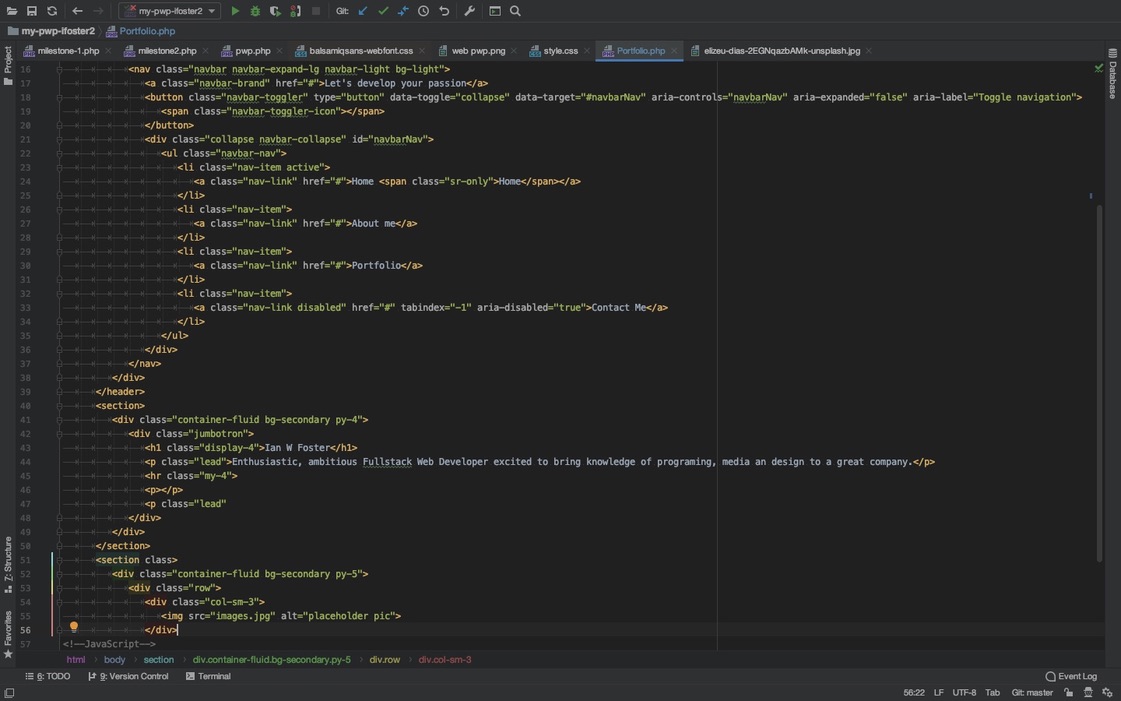 my-pwp-lfoster2
Git:
my-pwp-lfoster2 Portfolio.php
milestone-1.php milestone2.php pwp.php balsamiqsans-webfont.css web pwp.png style.css Portfolio.php elizeu-dias-2EGNqazbAMk-unsplash.jpg
Project
Database
16 <nav class="navbar navbar-expand-lg navbar-light bg-light">
17 <a class="navbar-brand" href="#">Let's develop your passion</a>
18 <button class="navbar-toggler" type="button" data-toggle="collapse" data-target="#navbarNav" aria-controls="navbarNav" aria-expanded="false" aria-label="Toggle navigation">
19 <span class="navbar-toggler-icon"></span>
20 </button>
21 <div class="collapse navbar-collapse" id="navbarNav">
22 <ul class="navbar-nav">
23 <li class="nav-item active">
24 <a class="nav-link" href="#">Home <span class="sr-only">Home</span></a>
25 </li>
26 <li class="nav-item">
27 <a class="nav-link" href="#">About me</a>
28 </li>
29 <li class="nav-item">
30 <a class="nav-link" href="#">Portfolio</a>
31 </li>
32 <li class="nav-item">
33 <a class="nav-link disabled" href="#" tabindex="-1" aria-disabled="true">Contact Me</a>
34 </li>
35 </ul>
36 </div>
37 </nav>
38 </div>
39 </header>
40 <section>
41 <div class="container-fluid bg-secondary py-4">
42 <div class="jumbotron">
43 <h1 class="display-4">Ian W Foster</h1>
44 <p class="lead">Enthusiastic, ambitious Fullstack Web Developer excited to bring knowledge of programing, media an design to a great company.</p>
45 <hr class="my-4">
46 <p></p>
47 <p class="lead"
48 </div>
49 </div>
50 </section>
51 <section class>
52 <div class="container-fluid bg-secondary py-5">
53 <div class="row">
54 <div class="col-sm-3">
55 <img src="images.jpg" alt="placeholder pic">
56 </div>
57 <!--JavaScript-->
7: Structure
Favorites
html body section div.container-fluid.bg-secondary.py-5 div.row div.col-sm-3
6: TODO 9: Version Control Terminal Event Log
56:22 LF UTF-8 Tab Git: master